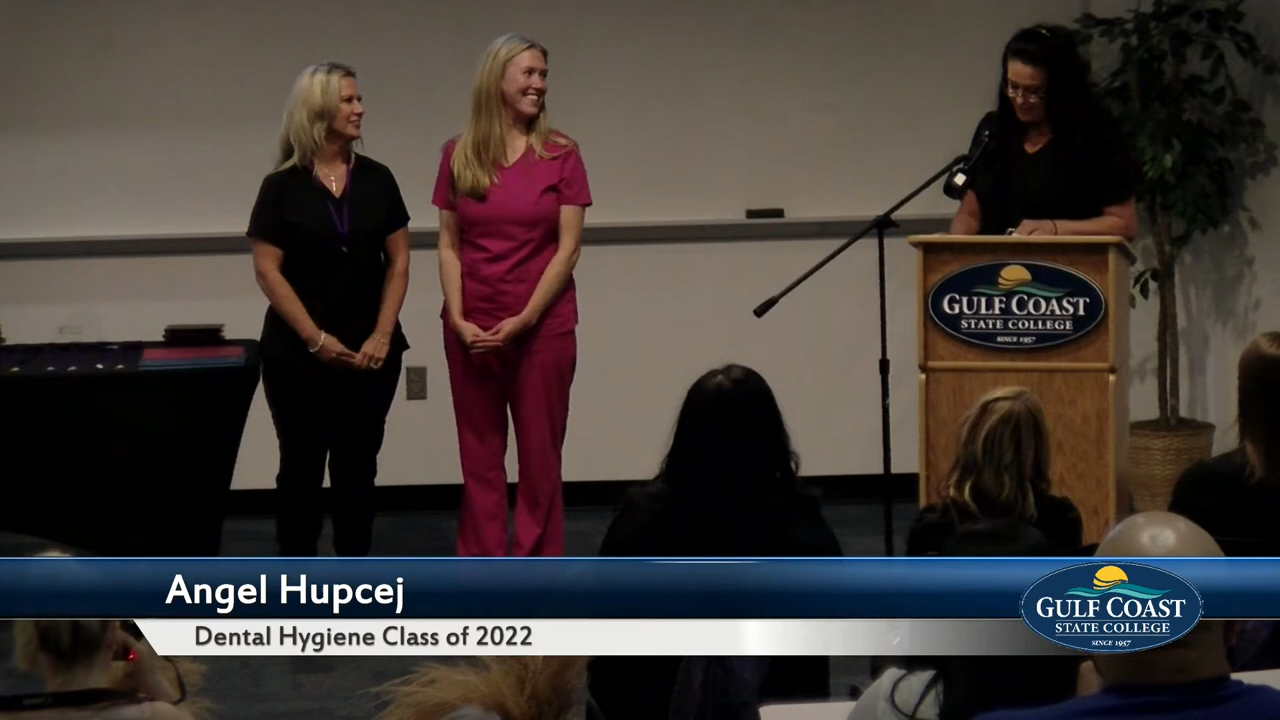 GULF COAST
STATE COLLEGE
SINCE 1957
Angel Hupcej
Dental Hygiene Class of 2022
GULF COAST
STATE COLLEGE
SINCE 1957